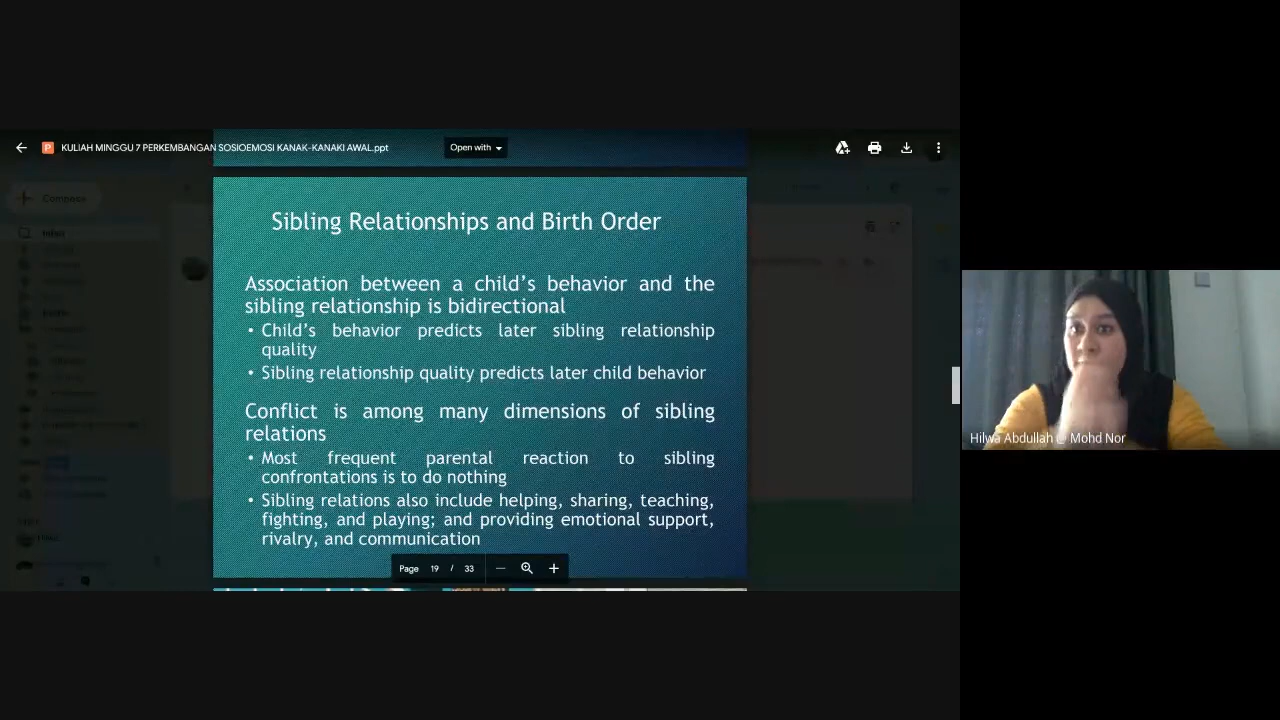 KULIAH MINGGU 7 PERKEMBANGAN SOSIOEMOSI KANAK-KANAKI AWAL.ppt
Open with
Compose
Inbox
Sibling Relationships and Birth Order
Association between a child's behavior and the
sibling relationship is bidirectional
• Child's behavior predicts later sibling relationship
quality
• Sibling relationship quality predicts later child behavior
Conflict is among many dimensions of sibling
relations
• Most frequent parental reaction to sibling
confrontations is to do nothing
• Sibling relations also include helping, sharing, teaching,
fighting, and playing; and providing emotional support,
rivalry, and communication
Page 19 / 33
Hilwa Abdullah @ Mohd Nor